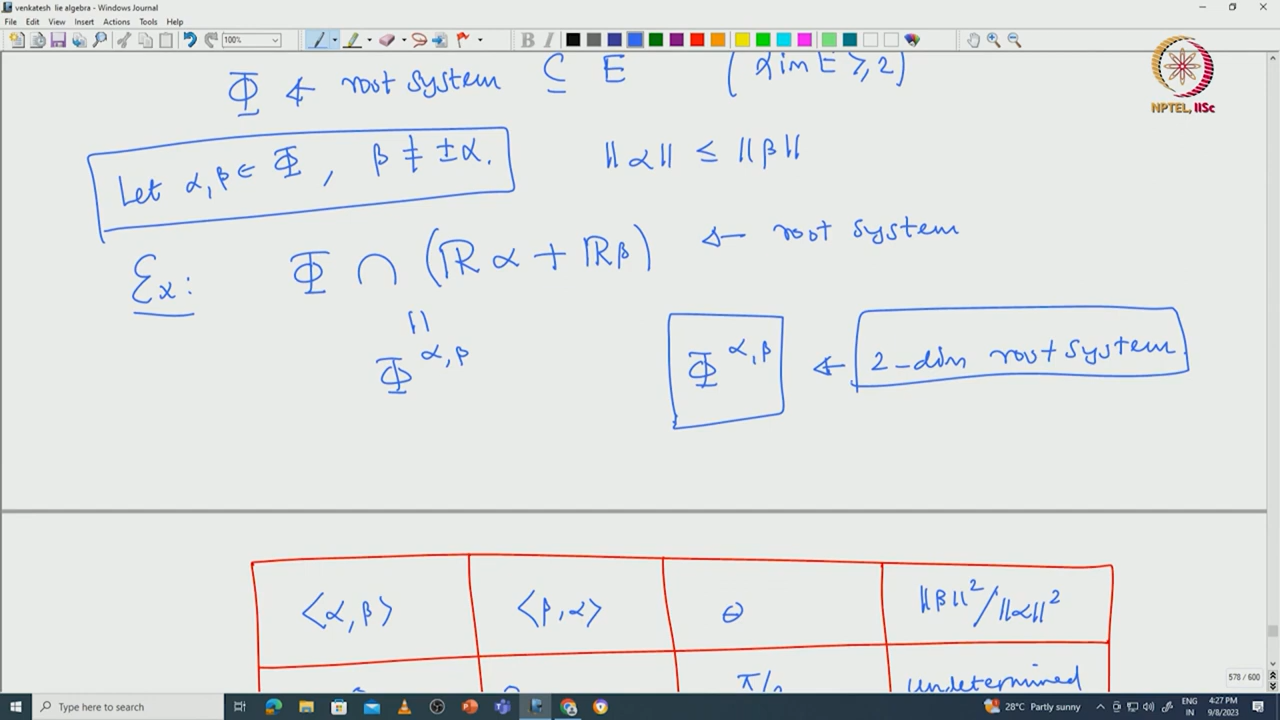 venkatesh lie algebra - Windows Journal
File Edit View Insert Actions Tools Help
100%
B I
Φ ← root system ⊆ E (dim E ≥ 2)
Let α, β ∈ Φ, β ≠ ±α. ||α|| ≤ ||β||
Ex: Φ ∩ (ℝα + ℝβ) ← root system
||
Φ^{α,β} Φ^{α,β} ← 2-dim root system
⟨α, β⟩ ⟨β, α⟩ θ ||β||²/||α||²
π/2 undetermined
NPTEL, IISc
578 / 600
Type here to search
28°C Partly sunny
ENG
IN
4:27 PM
9/8/2023